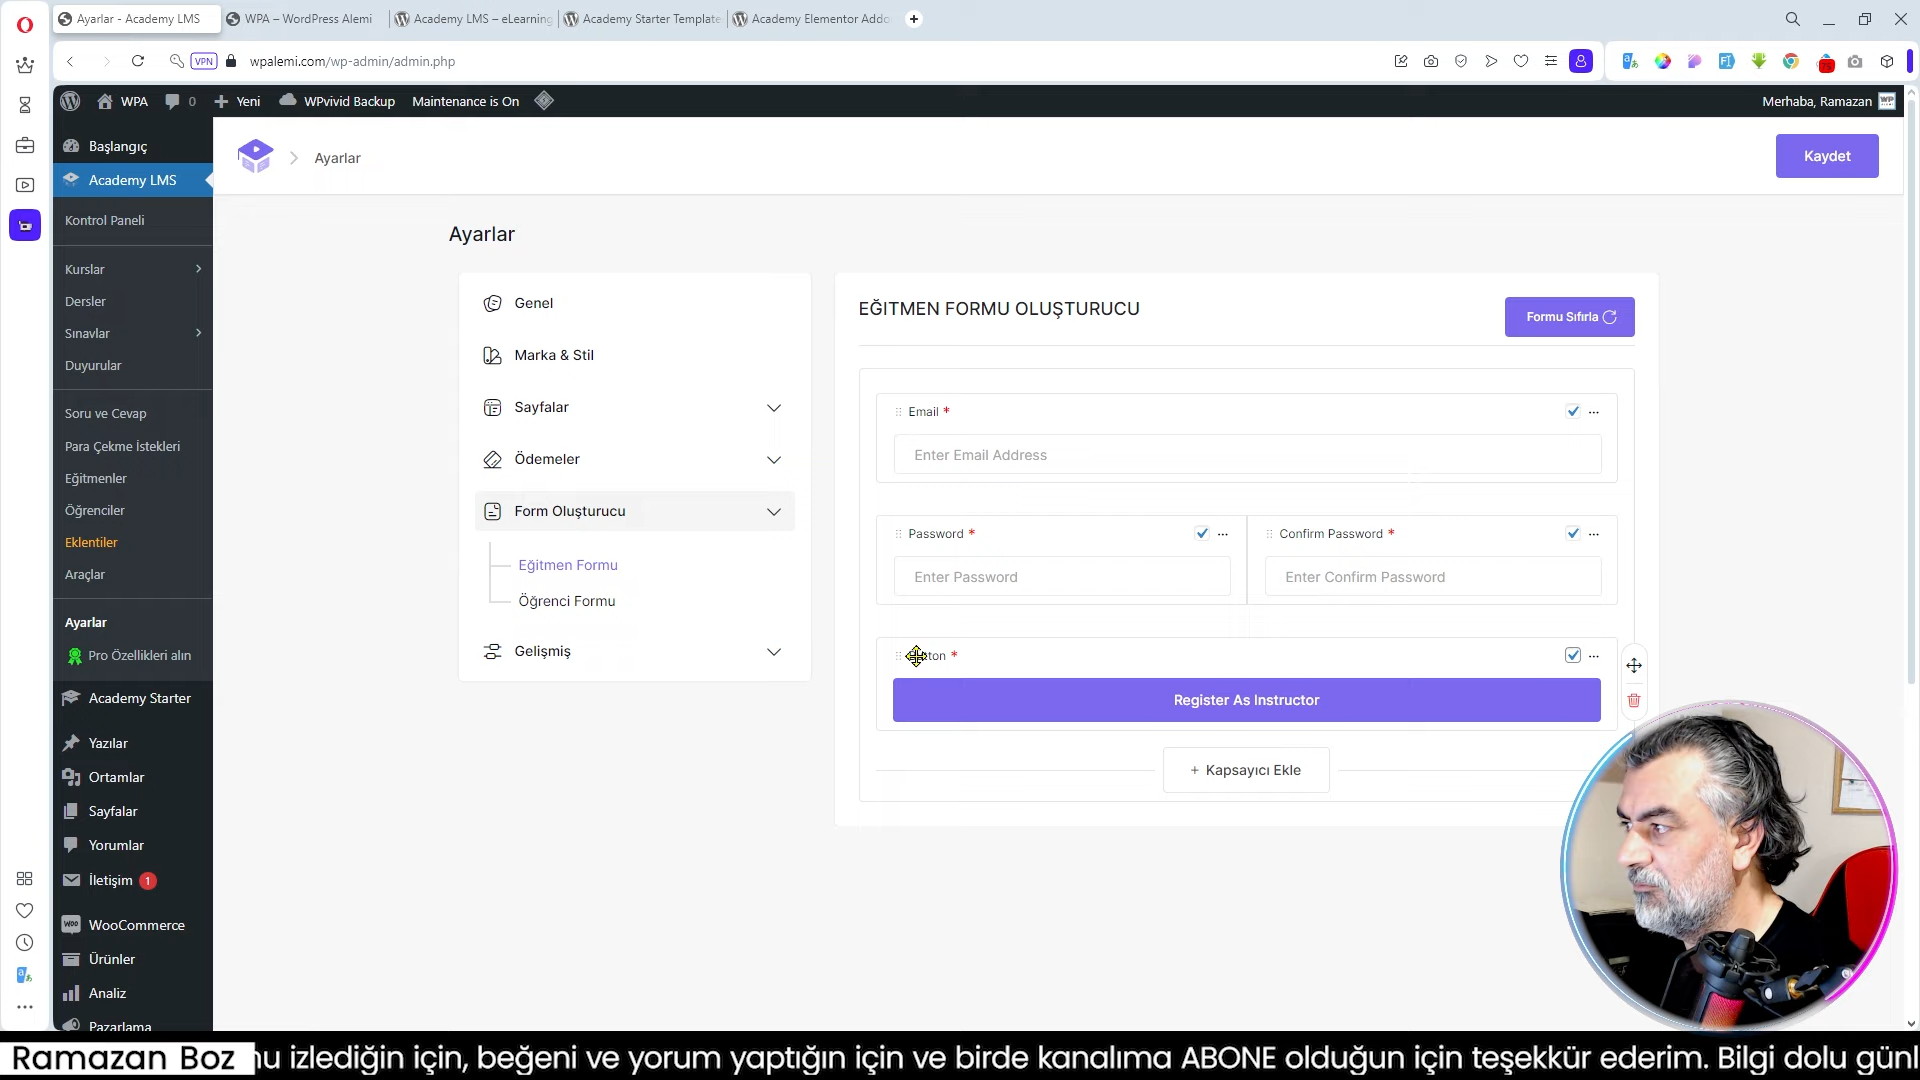 Ayarlar - Academy LMS
WPA – WordPress Alemi
Academy LMS – eLearning
Academy Starter Template
Academy Elementor Addo
VPN
wpalemi.com/wp-admin/admin.php
WPA
0
Yeni
WPvivid Backup
Maintenance is On
Merhaba, Ramazan
Başlangıç
Academy LMS
Kontrol Paneli
Kurslar
Dersler
Sınavlar
Duyurular
Soru ve Cevap
Para Çekme İstekleri
Eğitmenler
Öğrenciler
Eklentiler
Araçlar
Ayarlar
Pro Özellikleri alın
Academy Starter
Yazılar
Ortamlar
Sayfalar
Yorumlar
İletişim 1
WooCommerce
Ürünler
Analiz
Pazarlama
Ayarlar
Kaydet
Ayarlar
Genel
Marka & Stil
Sayfalar
Ödemeler
Form Oluşturucu
Eğitmen Formu
Öğrenci Formu
Gelişmiş
EĞITMEN FORMU OLUŞTURUCU
Formu Sıfırla
Email *
Enter Email Address
Password *
Confirm Password *
Enter Password
Enter Confirm Password
Register As Instructor
+ Kapsayıcı Ekle
Ramazan Boz
izlediğin için, beğeni ve yorum yaptığın için ve birde kanalıma ABONE olduğun için teşekkür ederim. Bilgi dolu günl